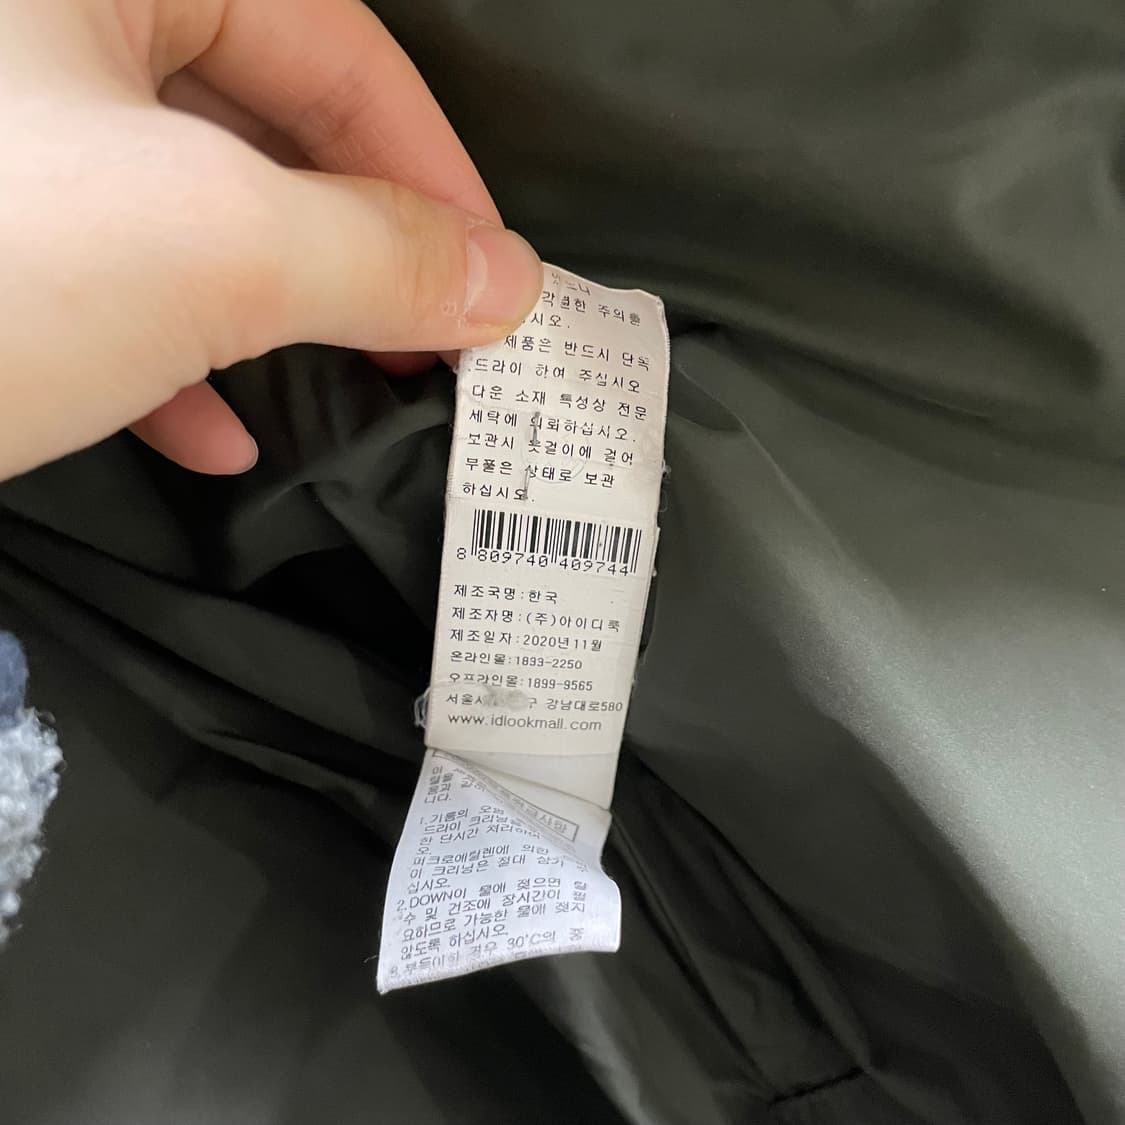 각별한 주의를
시오.
제품은 반드시 단독
드라이 하여 주십시오
다운 소재 특성상 전문
세탁에 의뢰하십시오.
보관시 옷걸이에 걸어
무풀은 상태로 보관
하십시오.
8 809740 409744
제조국명:한국
제조자명:(주)아이디룩
제조일자:2020년11월
온라인몰:1899-2250
오프라인몰:1899-9565
서울시 구 강남대로580
www.idlookmall.com
니다.
1.기름의
드라이 크리닝을
한 단시간 처리하여
오.
퍼크로에틸렌에 의한
이 크리닝은 절대 삼가
십시오.
2.DOWN이 물에 젖으면 탈
수 및 건조에 장시간이 필
요하므로 가능한 물에 젖지
않도록 하십시오.
부득이한 경우 30°C의 중